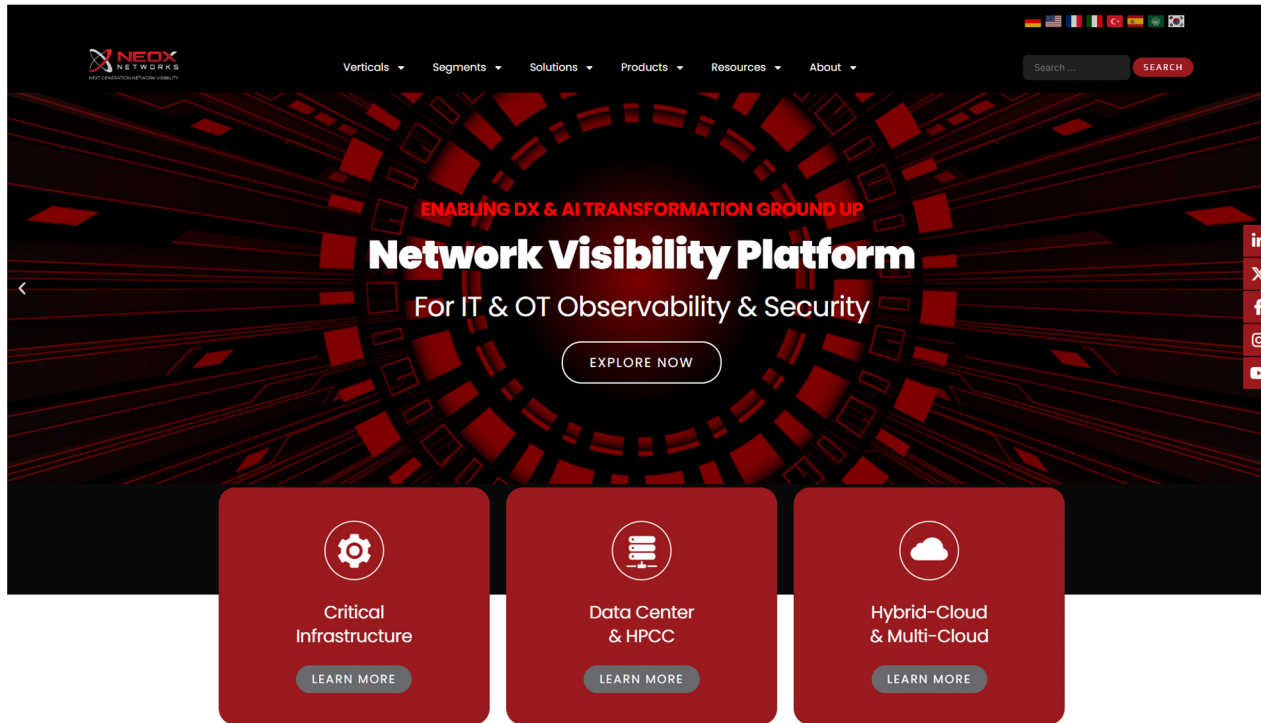 NEOX
NETWORKS
NEXT GENERATION NETWORK VISIBILITY
Verticals
Segments
Solutions
Products
Resources
About
Search ...
SEARCH
ENABLING DX & AI TRANSFORMATION GROUND UP
Network Visibility Platform
For IT & OT Observability & Security
EXPLORE NOW
Critical
Infrastructure
LEARN MORE
Data Center
& HPCC
LEARN MORE
Hybrid-Cloud
& Multi-Cloud
LEARN MORE